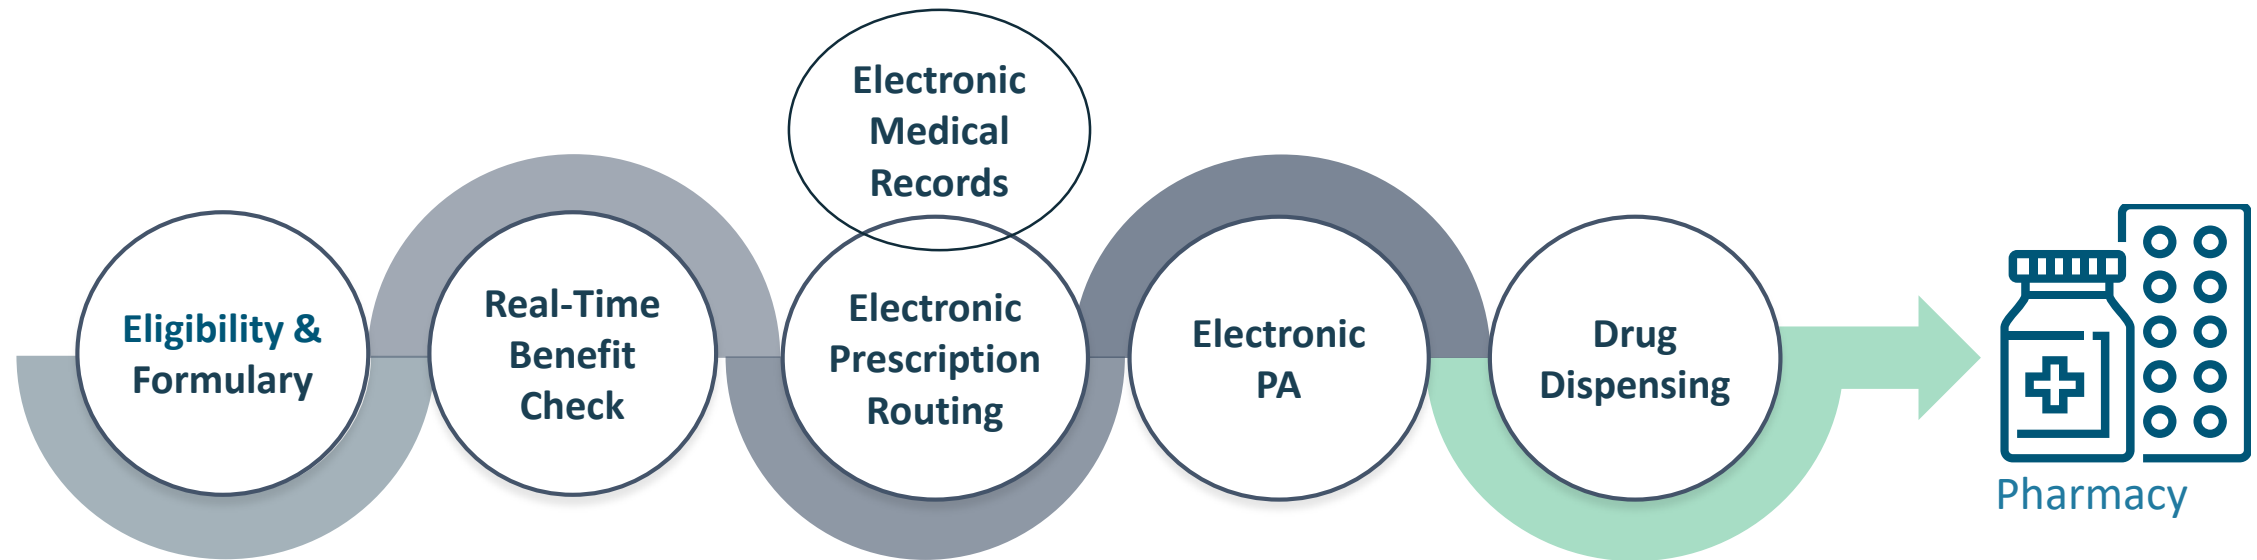 Eligibility &
Formulary
Real-Time
Benefit
Check
Electronic
Medical
Records
Electronic
Prescription
Routing
Electronic
PA
Drug
Dispensing
Pharmacy